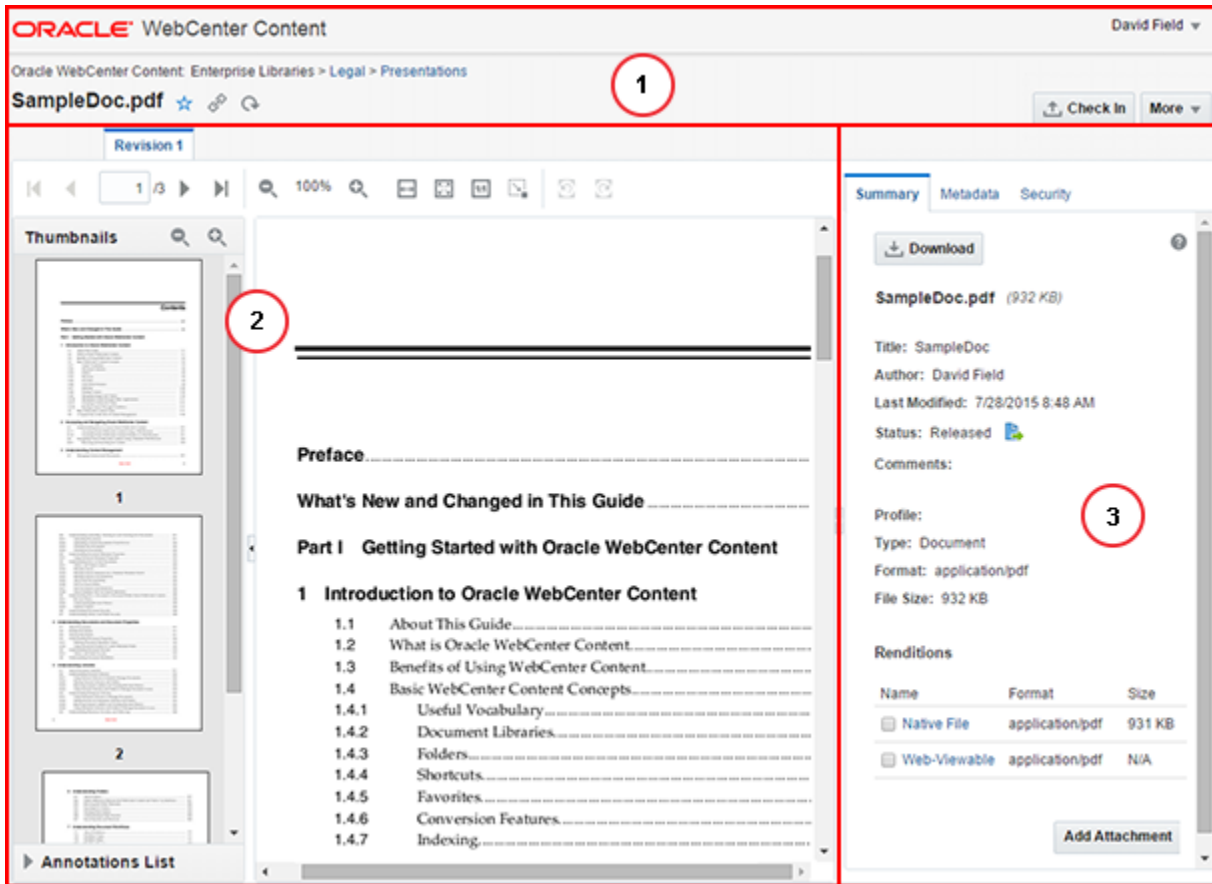 ORACLE® WebCenter Content
David Field
Oracle WebCenter Content: Enterprise Libraries > Legal > Presentations
SampleDoc.pdf
1
Check In
More
Revision 1
1 /3
100%
1:1
Thumbnails
Contents
1
2
Annotations List
2
Preface
What's New and Changed in This Guide
Part I Getting Started with Oracle WebCenter Content
1 Introduction to Oracle WebCenter Content
1.1 About This Guide
1.2 What is Oracle WebCenter Content
1.3 Benefits of Using WebCenter Content
1.4 Basic WebCenter Content Concepts
1.4.1 Useful Vocabulary
1.4.2 Document Libraries
1.4.3 Folders
1.4.4 Shortcuts
1.4.5 Favorites
1.4.6 Conversion Features
1.4.7 Indexing
Summary Metadata Security
Download
?
SampleDoc.pdf (932 KB)
Title: SampleDoc
Author: David Field
Last Modified: 7/28/2015 8:48 AM
Status: Released
Comments:
3
Profile:
Type: Document
Format: application/pdf
File Size: 932 KB
Renditions
Name Format Size
Native File application/pdf 931 KB
Web-Viewable application/pdf N/A
Add Attachment